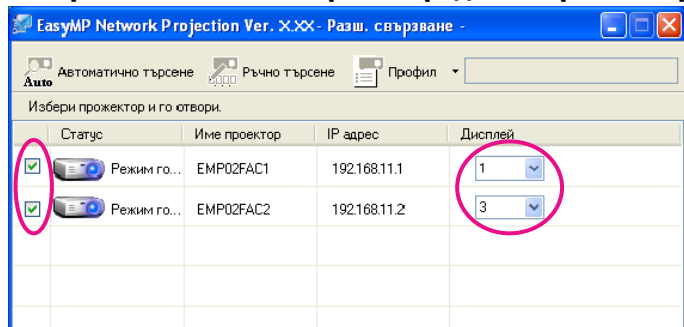 EasyMP Network Projection Ver. X.XX - Разш. свързване -
Auto Автоматично търсене Ръчно търсене Профил
Избери прожектор и го отвори.
Статус Име проектор IP адрес Дисплей
Режим го... EMP02FAC1 192.168.11.1 1
Режим го... EMP02FAC2 192.168.11.2 3